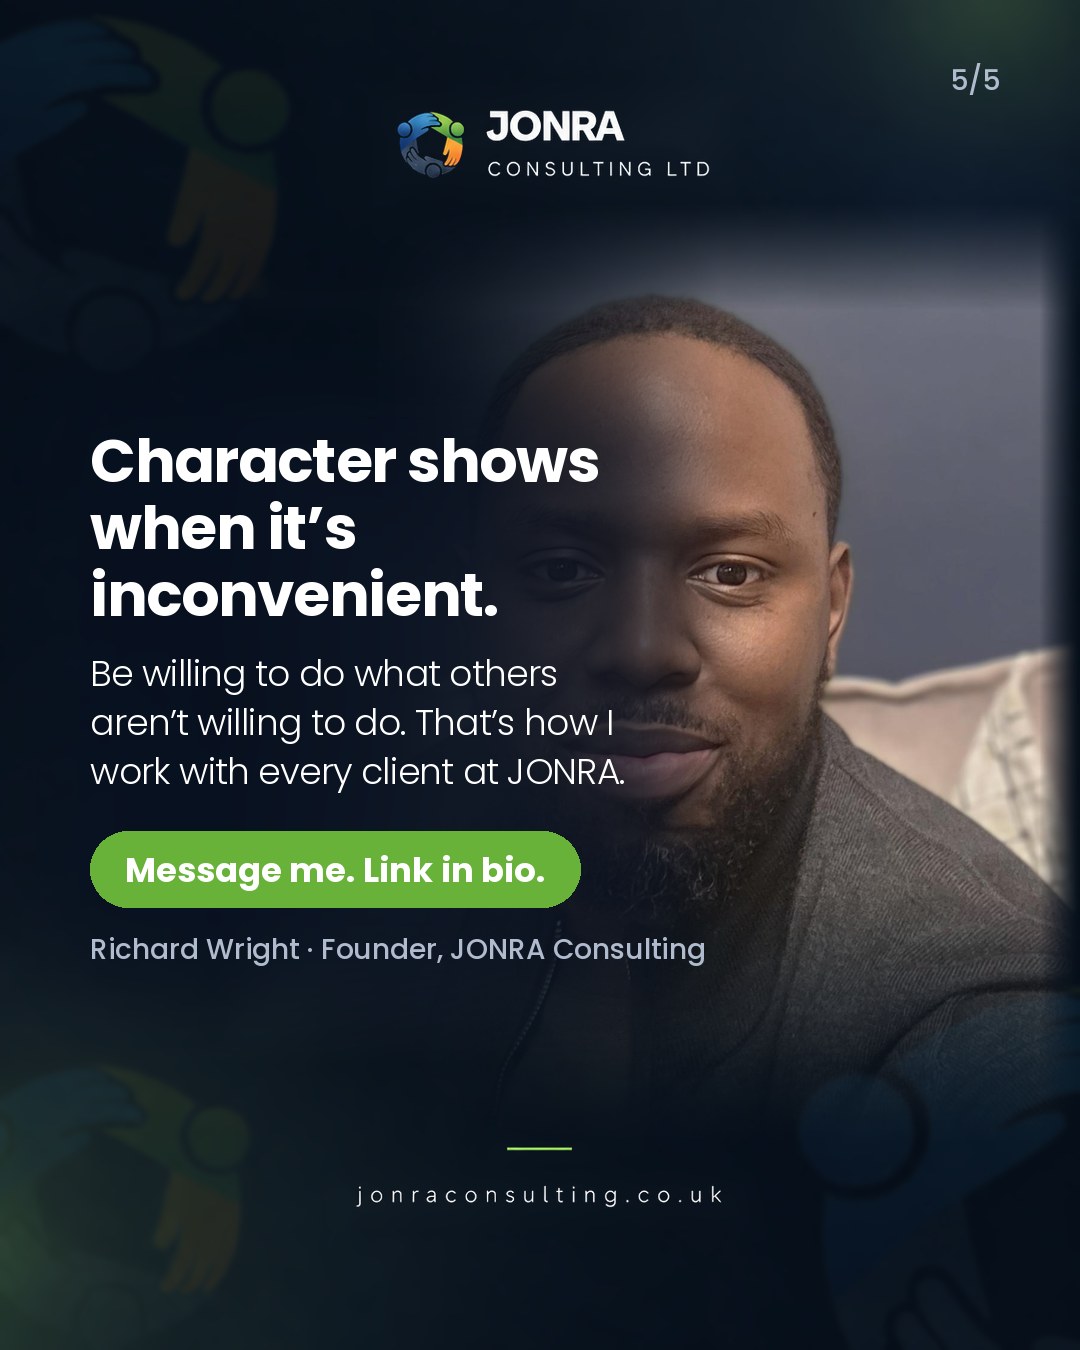 5/5
JONRA
CONSULTING LTD
Character shows
when it’s
inconvenient.
Be willing to do what others
aren’t willing to do. That’s how I
work with every client at JONRA.
Message me. Link in bio.
Richard Wright · Founder, JONRA Consulting
jonraconsulting.co.uk